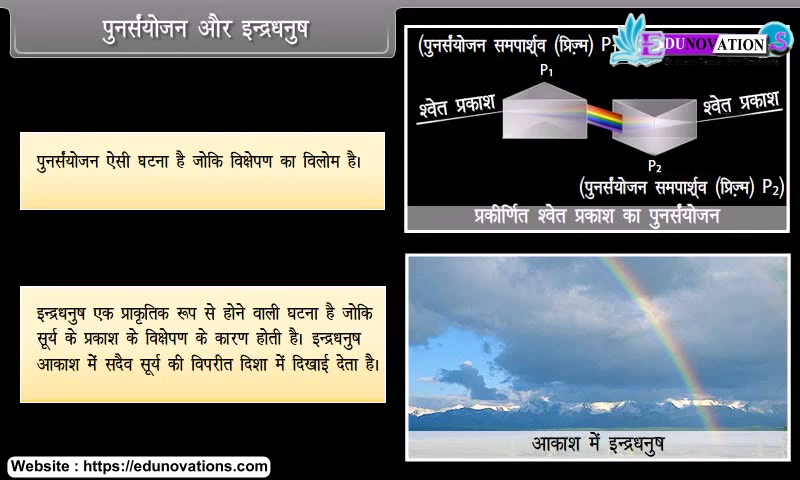 पुनर्संयोजन और इन्द्रधनुष
पुनर्संयोजन ऐसी घटना है जोकि विक्षेपण का विलोम है।
इन्द्रधनुष एक प्राकृतिक रूप से होने वाली घटना है जोकि
सूर्य के प्रकाश के विक्षेपण के कारण होती है। इन्द्रधनुष
आकाश में सदैव सूर्य की विपरीत दिशा में दिखाई देता है।
(पुनर्संयोजन समपार्श्व (प्रिज़्म) P
EDUNOVATIONS
P₁
श्वेत प्रकाश
श्वेत प्रकाश
P₂
(पुनर्संयोजन समपार्श्व (प्रिज़्म) P₂)
प्रकीर्णित श्वेत प्रकाश का पुनर्संयोजन
आकाश में इन्द्रधनुष
Website : https://edunovations.com